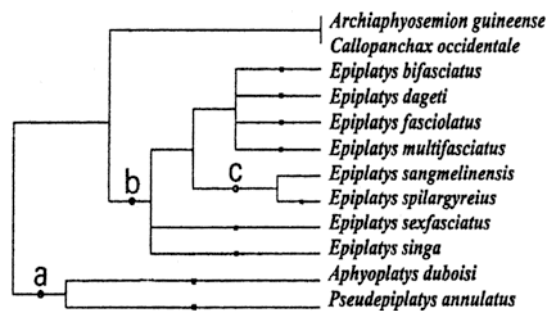 Archiaphyosemion guineense
Callopanchax occidentale
Epiplatys bifasciatus
Epiplatys dageti
Epiplatys fasciolatus
Epiplatys multifasciatus
c
Epiplatys sangmelinensis
b
Epiplatys spilargyreius
Epiplatys sexfasciatus
Epiplatys singa
a
Aphyoplatys duboisi
Pseudepiplatys annulatus